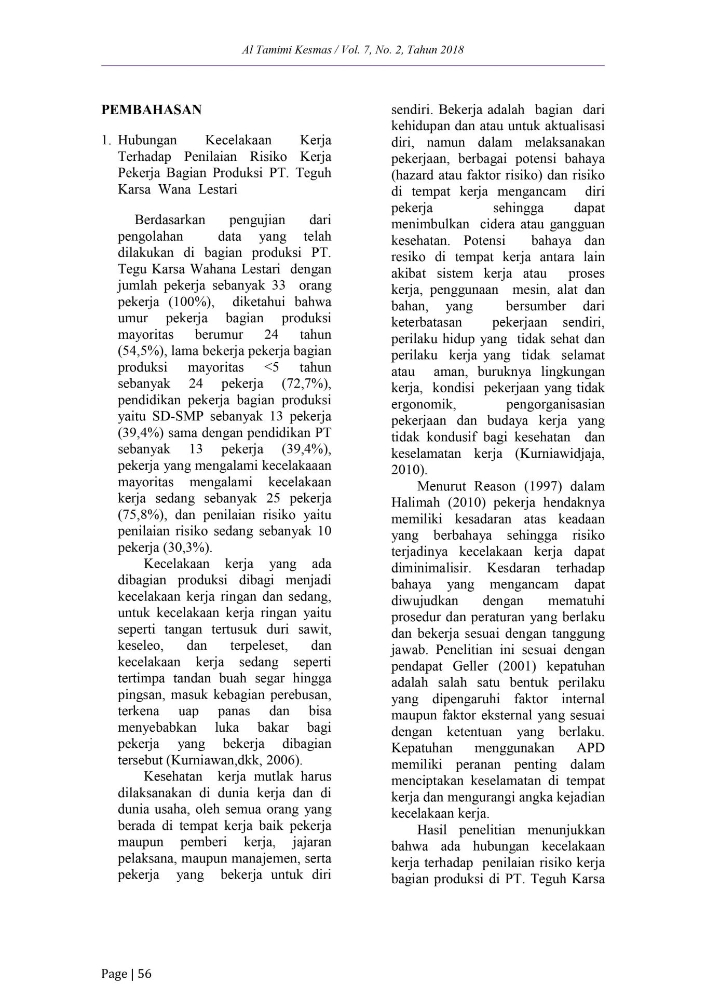 Al Tamimi Kesmas / Vol. 7, No. 2, Tahun 2018
PEMBAHASAN
1. Hubungan Kecelakaan Kerja
Terhadap Penilaian Risiko Kerja
Pekerja Bagian Produksi PT. Teguh
Karsa Wana Lestari
Berdasarkan pengujian dari
pengolahan data yang telah
dilakukan di bagian produksi PT.
Tegu Karsa Wahana Lestari dengan
jumlah pekerja sebanyak 33 orang
pekerja (100%), diketahui bahwa
umur pekerja bagian produksi
mayoritas berumur 24 tahun
(54,5%), lama bekerja pekerja bagian
produksi mayoritas <5 tahun
sebanyak 24 pekerja (72,7%),
pendidikan pekerja bagian produksi
yaitu SD-SMP sebanyak 13 pekerja
(39,4%) sama dengan pendidikan PT
sebanyak 13 pekerja (39,4%),
pekerja yang mengalami kecelakaaan
mayoritas mengalami kecelakaan
kerja sedang sebanyak 25 pekerja
(75,8%), dan penilaian risiko yaitu
penilaian risiko sedang sebanyak 10
pekerja (30,3%).
Kecelakaan kerja yang ada
dibagian produksi dibagi menjadi
kecelakaan kerja ringan dan sedang,
untuk kecelakaan kerja ringan yaitu
seperti tangan tertusuk duri sawit,
keseleo, dan terpeleset, dan
kecelakaan kerja sedang seperti
tertimpa tandan buah segar hingga
pingsan, masuk kebagian perebusan,
terkena uap panas dan bisa
menyebabkan luka bakar bagi
pekerja yang bekerja dibagian
tersebut (Kurniawan,dkk, 2006).
Kesehatan kerja mutlak harus
dilaksanakan di dunia kerja dan di
dunia usaha, oleh semua orang yang
berada di tempat kerja baik pekerja
maupun pemberi kerja, jajaran
pelaksana, maupun manajemen, serta
pekerja yang bekerja untuk diri
sendiri. Bekerja adalah bagian dari
kehidupan dan atau untuk aktualisasi
diri, namun dalam melaksanakan
pekerjaan, berbagai potensi bahaya
(hazard atau faktor risiko) dan risiko
di tempat kerja mengancam diri
pekerja sehingga dapat
menimbulkan cidera atau gangguan
kesehatan. Potensi bahaya dan
resiko di tempat kerja antara lain
akibat sistem kerja atau proses
kerja, penggunaan mesin, alat dan
bahan, yang bersumber dari
keterbatasan pekerjaan sendiri,
perilaku hidup yang tidak sehat dan
perilaku kerja yang tidak selamat
atau aman, buruknya lingkungan
kerja, kondisi pekerjaan yang tidak
ergonomik, pengorganisasian
pekerjaan dan budaya kerja yang
tidak kondusif bagi kesehatan dan
keselamatan kerja (Kurniawidjaja,
2010).
Menurut Reason (1997) dalam
Halimah (2010) pekerja hendaknya
memiliki kesadaran atas keadaan
yang berbahaya sehingga risiko
terjadinya kecelakaan kerja dapat
diminimalisir. Kesdaran terhadap
bahaya yang mengancam dapat
diwujudkan dengan mematuhi
prosedur dan peraturan yang berlaku
dan bekerja sesuai dengan tanggung
jawab. Penelitian ini sesuai dengan
pendapat Geller (2001) kepatuhan
adalah salah satu bentuk perilaku
yang dipengaruhi faktor internal
maupun faktor eksternal yang sesuai
dengan ketentuan yang berlaku.
Kepatuhan menggunakan APD
memiliki peranan penting dalam
menciptakan keselamatan di tempat
kerja dan mengurangi angka kejadian
kecelakaan kerja.
Hasil penelitian menunjukkan
bahwa ada hubungan kecelakaan
kerja terhadap penilaian risiko kerja
bagian produksi di PT. Teguh Karsa
Page | 56